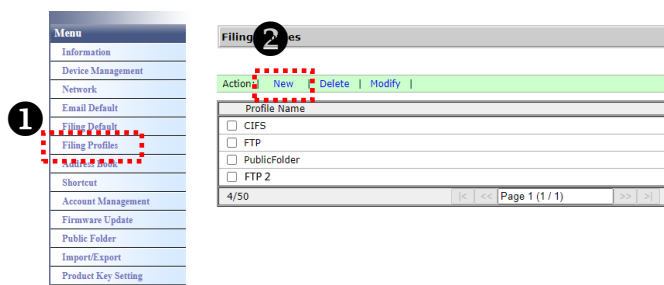 Menu
Information
Device Management
Network
Email Default
Filing Default
Filing Profiles
Address Book
Shortcut
Account Management
Firmware Update
Public Folder
Import/Export
Product Key Setting
1
2
Filing es
Action: | New | Delete | Modify |
Profile Name
CIFS
FTP
PublicFolder
FTP 2
4/50 |< << Page 1 (1 / 1) >> >|